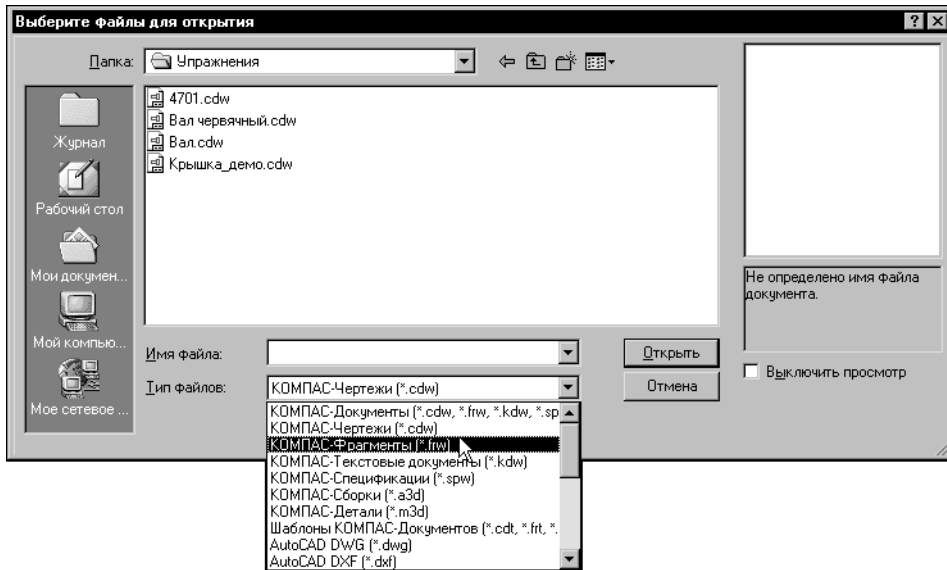 Выберите файлы для открытия
Папка: Упражнения
4701.cdw
Вал червячный.cdw
Вал.cdw
Крышка_демо.cdw
Журнал
Рабочий стол
Мои докумен...
Мой компью...
Мое сетевое ...
Не определено имя файла
документа.
Имя файла:
Открыть
Выключить просмотр
Тип файлов: КОМПАС-Чертежи (*.cdw)
Отмена
КОМПАС-Документы (*.cdw, *.frw, *.kdw, *.sp
КОМПАС-Чертежи (*.cdw)
КОМПАС-Фрагменты (*.frw)
КОМПАС-Текстовые документы (*.kdw)
КОМПАС-Спецификации (*.spw)
КОМПАС-Сборки (*.a3d)
КОМПАС-Детали (*.m3d)
Шаблоны КОМПАС-Документов (*.cdt, *.frt, *.
AutoCAD DWG (*.dwg)
AutoCAD DXF (*.dxf)